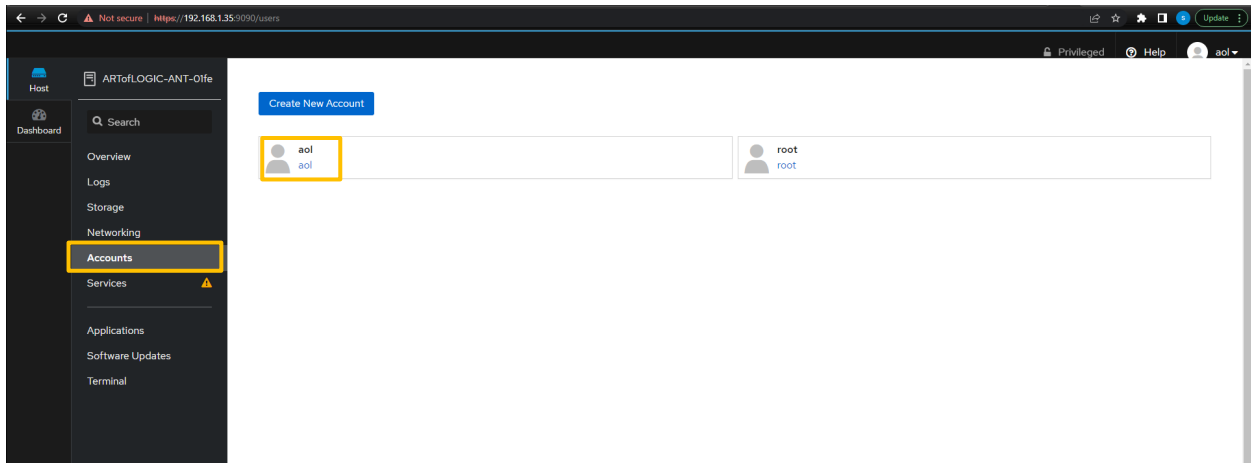 Not secure | https://192.168.1.35:9090/users
s
Update
Privileged
Help
aol
Host
ARTofLOGIC-ANT-01fe
Dashboard
Search
Overview
Logs
Storage
Networking
Accounts
Services
Applications
Software Updates
Terminal
Create New Account
aol
aol
root
root